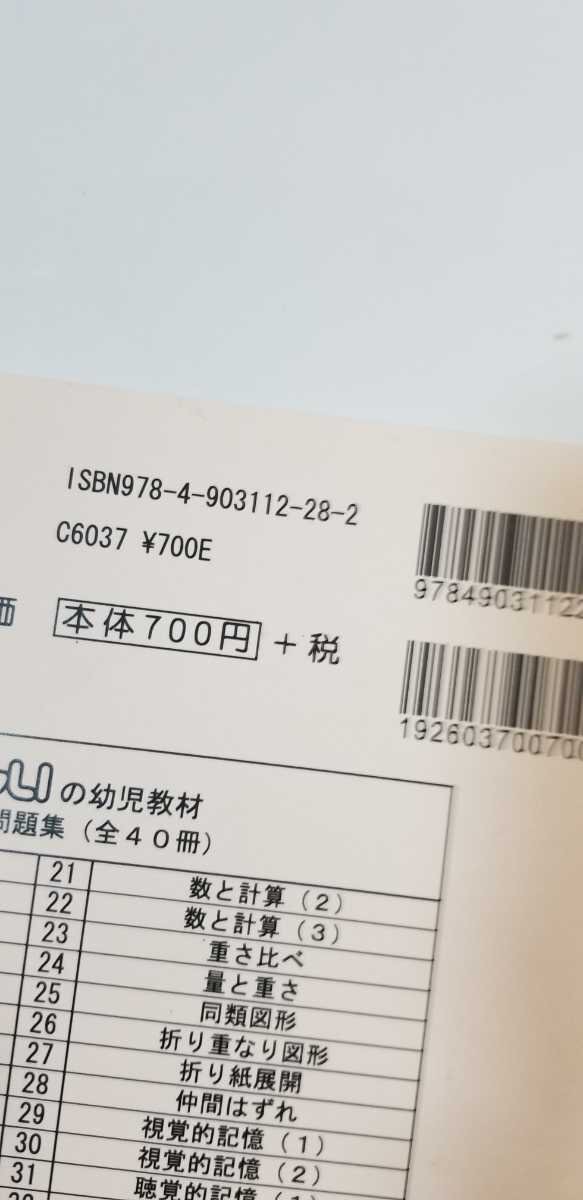 ISBN978-4-903112-28-2
C6037 ¥700E
97849031122
価 本体700円 + 税
192603700700
の幼児教材
問題集 (全40冊)
21 数と計算 (2)
22 数と計算 (3)
23 重さ比べ
24 量と重さ
25 同類図形
26 折り重なり図形
27 折り紙展開
28 仲間はずれ
29 視覚的記憶 (1)
30 視覚的記憶 (2)
31 聴覚的記憶 (1)